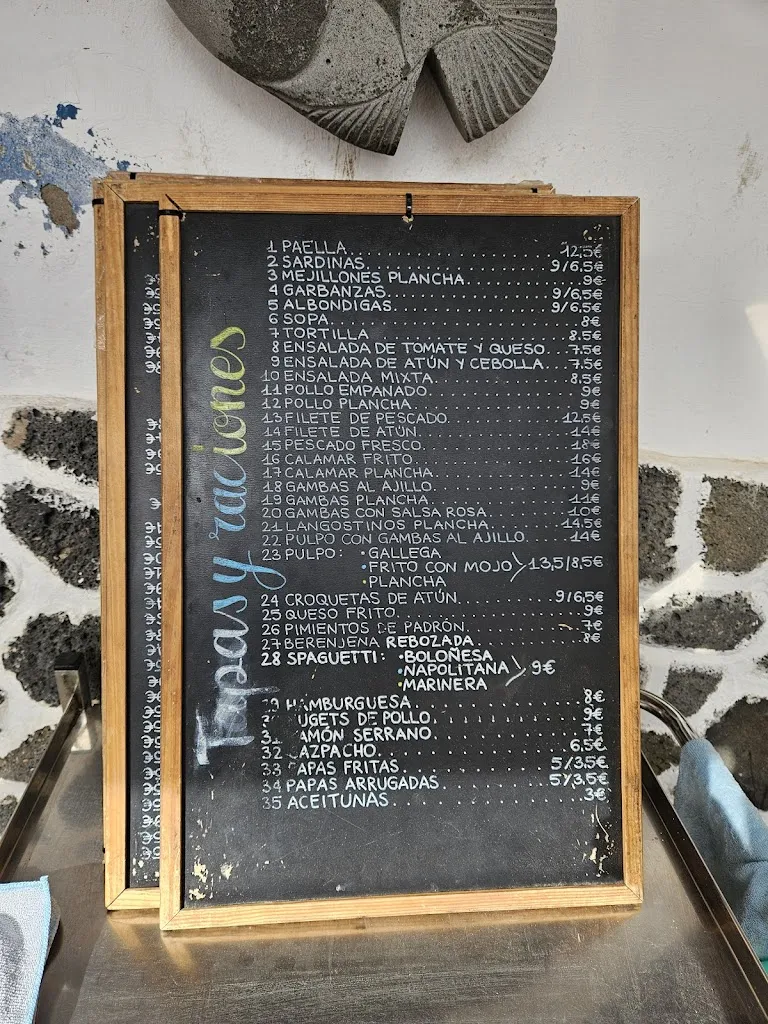 Tapas y raciones
1 PAELLA 12,5€
2 SARDINAS 9/6,5€
3 MEJILLONES PLANCHA 9€
4 GARBANZAS 9/6,5€
5 ALBONDIGAS 9/6,5€
6 SOPA 8€
7 TORTILLA 8.5€
8 ENSALADA DE TOMATE Y QUESO 7.5€
9 ENSALADA DE ATÚN Y CEBOLLA 7.5€
10 ENSALADA MIXTA 8,5€
11 POLLO EMPANADO 9€
12 POLLO PLANCHA 9€
13 FILETE DE PESCADO 12,5€
14 FILETE DE ATÚN 14€
15 PESCADO FRESCO 18€
16 CALAMAR FRITO 16€
17 CALAMAR PLANCHA 14€
18 GAMBAS AL AJILLO 9€
19 GAMBAS PLANCHA 11€
20 GAMBAS CON SALSA ROSA 10€
21 LANGOSTINOS PLANCHA 14,5€
22 PULPO CON GAMBAS AL AJILLO 14€
23 PULPO: • GALLEGA
• FRITO CON MOJO 13,5/8,5€
• PLANCHA
24 CROQUETAS DE ATÚN 9/6,5€
25 QUESO FRITO 9€
26 PIMIENTOS DE PADRÓN 7€
27 BERENJENA REBOZADA 8€
28 SPAGUETTI: • BOLOÑESA
• NAPOLITANA 9€
• MARINERA
HAMBURGUESA 8€
UGETS DE POLLO 9€
AMÓN SERRANO 7€
32 AZPACHO 6,5€
33 PAPAS FRITAS 5/3,5€
34 PAPAS ARRUGADAS 5/3,5€
35 ACEITUNAS 3€